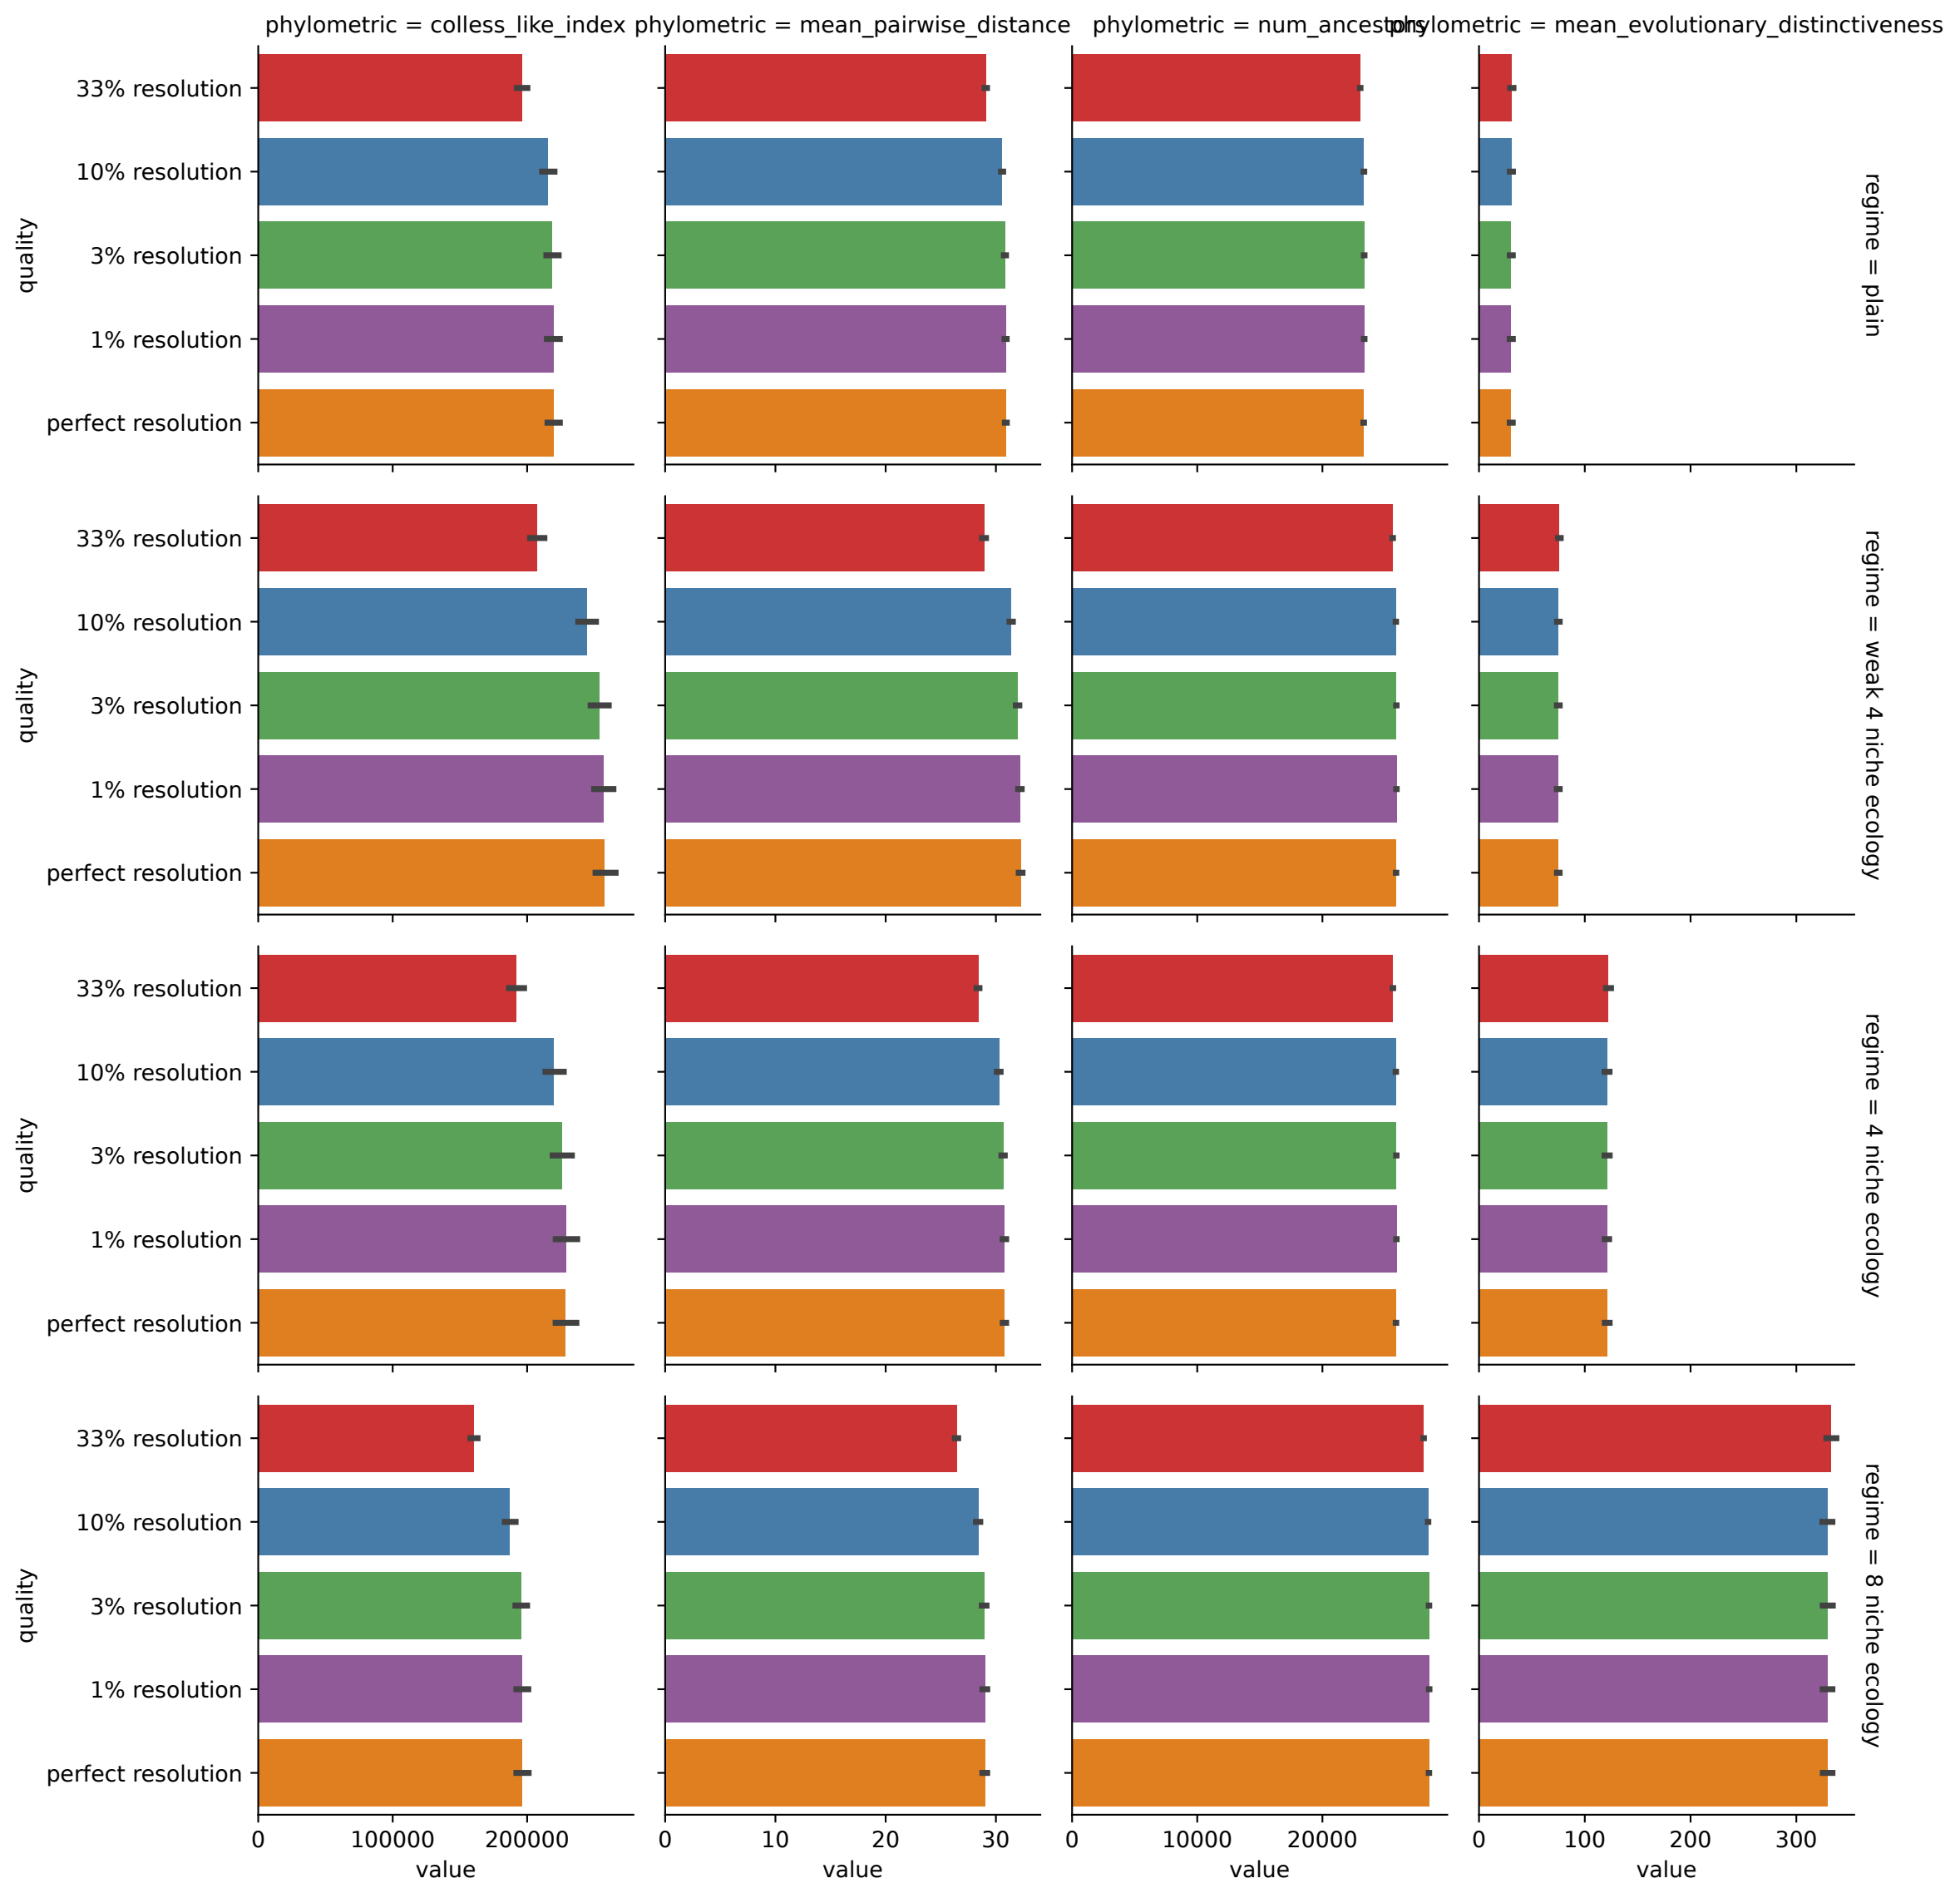 phylometric = colless_like_index
phylometric = mean_pairwise_distance
phylometric = num_ancestors
phylometric = mean_evolutionary_distinctiveness
quality
33% resolution
10% resolution
3% resolution
1% resolution
perfect resolution
regime = plain
quality
33% resolution
10% resolution
3% resolution
1% resolution
perfect resolution
regime = weak 4 niche ecology
quality
33% resolution
10% resolution
3% resolution
1% resolution
perfect resolution
regime = 4 niche ecology
quality
33% resolution
10% resolution
3% resolution
1% resolution
perfect resolution
regime = 8 niche ecology
0 100000 200000
0 10 20 30
0 10000 20000
0 100 200 300
value
value
value
value